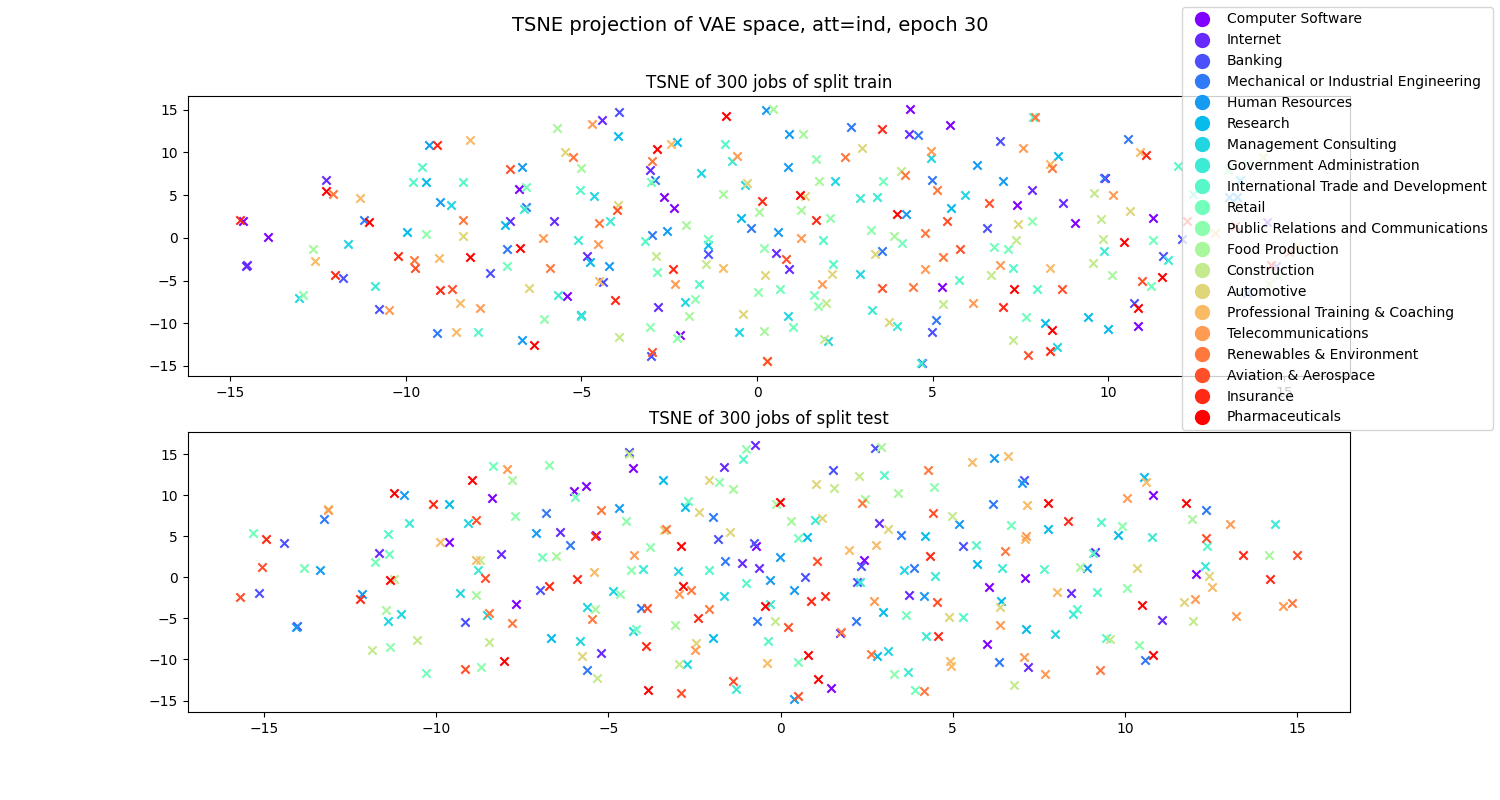 TSNE projection of VAE space, att=ind, epoch 30
TSNE of 300 jobs of split train
15
10
5
0
−5
−10
−15
−15
−10
−5
0
5
10
15
Computer Software
Internet
Banking
Mechanical or Industrial Engineering
Human Resources
Research
Management Consulting
Government Administration
International Trade and Development
Retail
Public Relations and Communications
Food Production
Construction
Automotive
Professional Training & Coaching
Telecommunications
Renewables & Environment
Aviation & Aerospace
Insurance
Pharmaceuticals
TSNE of 300 jobs of split test
15
10
5
0
−5
−10
−15
−15
−10
−5
0
5
10
15